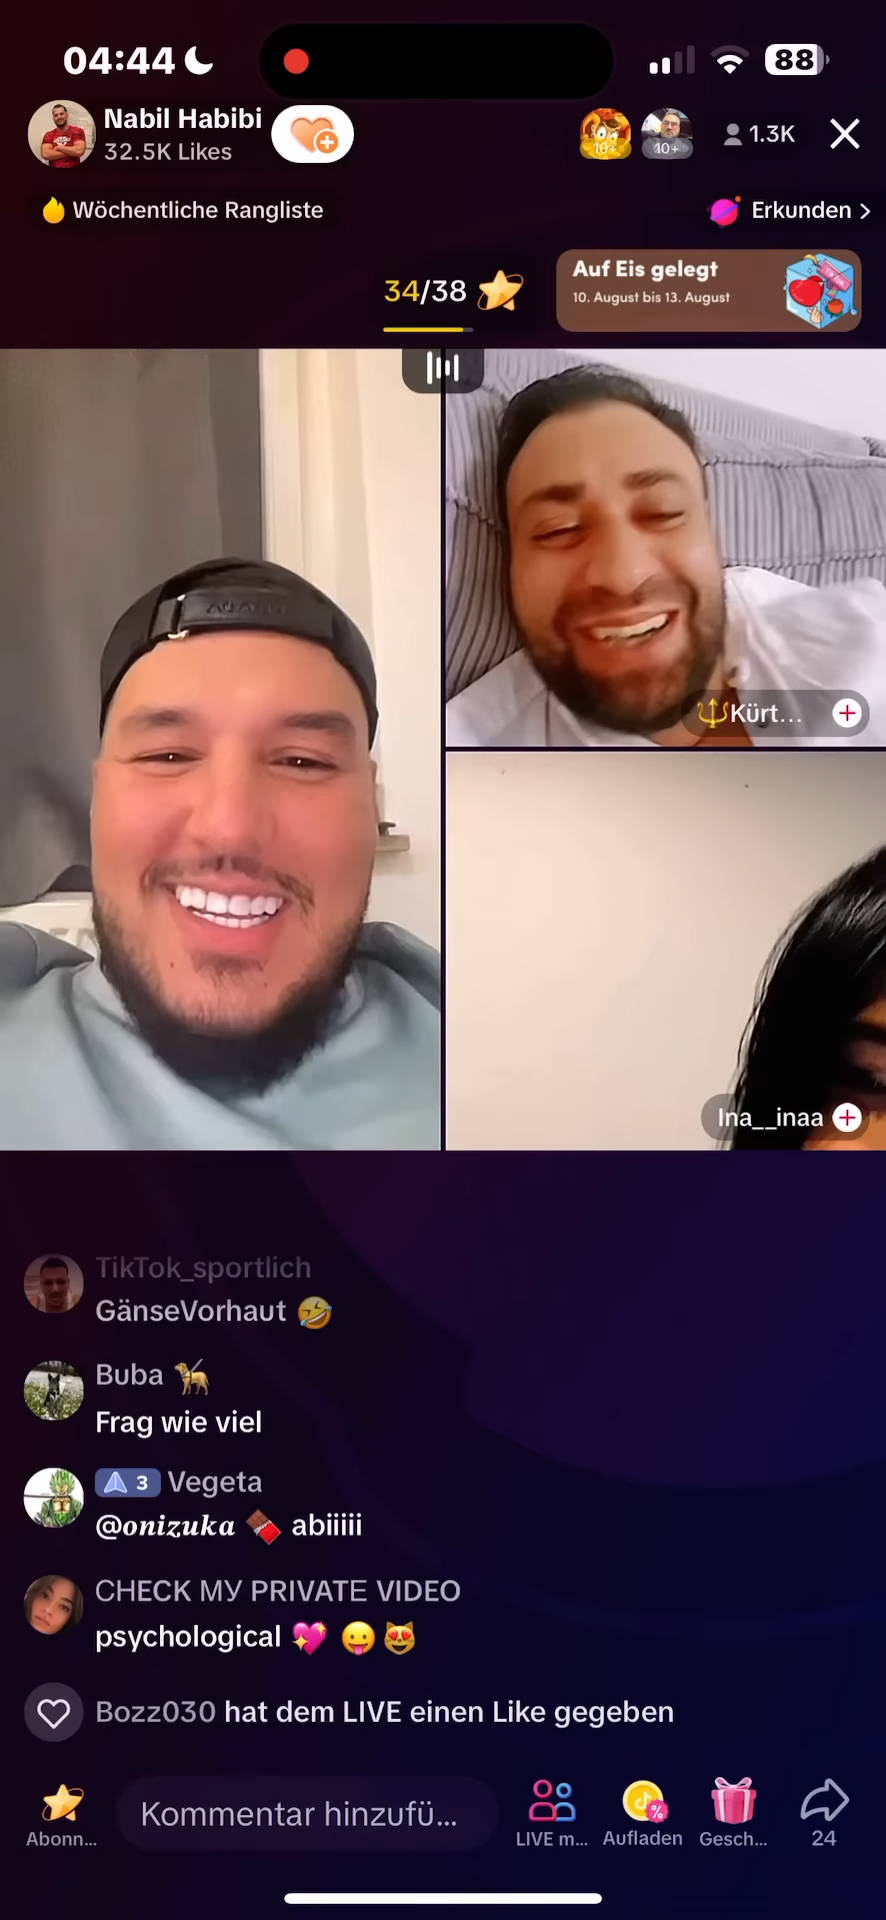 04:44
88
Nabil Habibi
32.5K Likes
10+
10+
1.3K
Wöchentliche Rangliste
Erkunden >
34/38
Auf Eis gelegt
10. August bis 13. August
🔱Kürt...
Ina__inaa
TikTok_sportlich
GänseVorhaut 🤣
Buba 🦮
Frag wie viel
3 Vegeta
@onizuka 🍫 abiiiii
CHECK MY PRIVATE VIDEO
psychological 💖 😛 😻
Bozz030 hat dem LIVE einen Like gegeben
Kommentar hinzufü...
Abonn...
LIVE m...
Aufladen
Gesch...
24